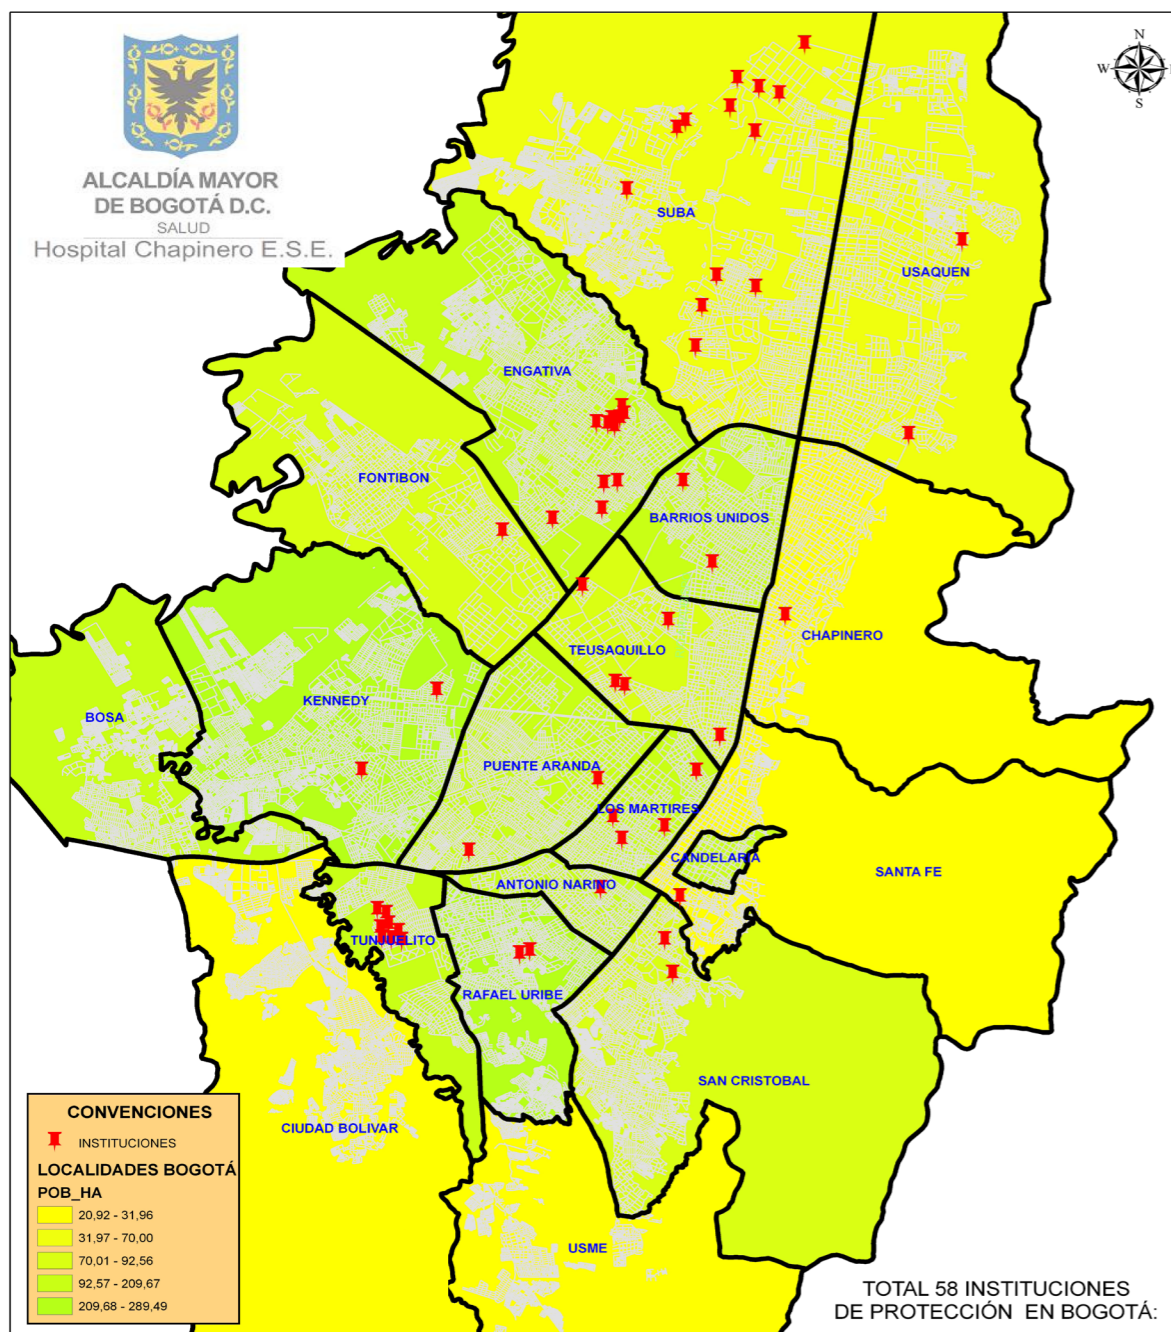 N
W
S
ALCALDÍA MAYOR
DE BOGOTÁ D.C.
SALUD
Hospital Chapinero E.S.E.
SUBA
USAQUEN
ENGATIVA
FONTIBON
BARRIOS UNIDOS
CHAPINERO
TEUSAQUILLO
KENNEDY
BOSA
PUENTE ARANDA
LOS MARTIRES
CANDELARIA
SANTA FE
ANTONIO NARIÑO
TUNJUELITO
RAFAEL URIBE
SAN CRISTOBAL
CIUDAD BOLIVAR
USME
CONVENCIONES
INSTITUCIONES
LOCALIDADES BOGOTÁ
POB_HA
20,92 - 31,96
31,97 - 70,00
70,01 - 92,56
92,57 - 209,67
209,68 - 289,49
TOTAL 58 INSTITUCIONES
DE PROTECCIÓN EN BOGOTÁ: